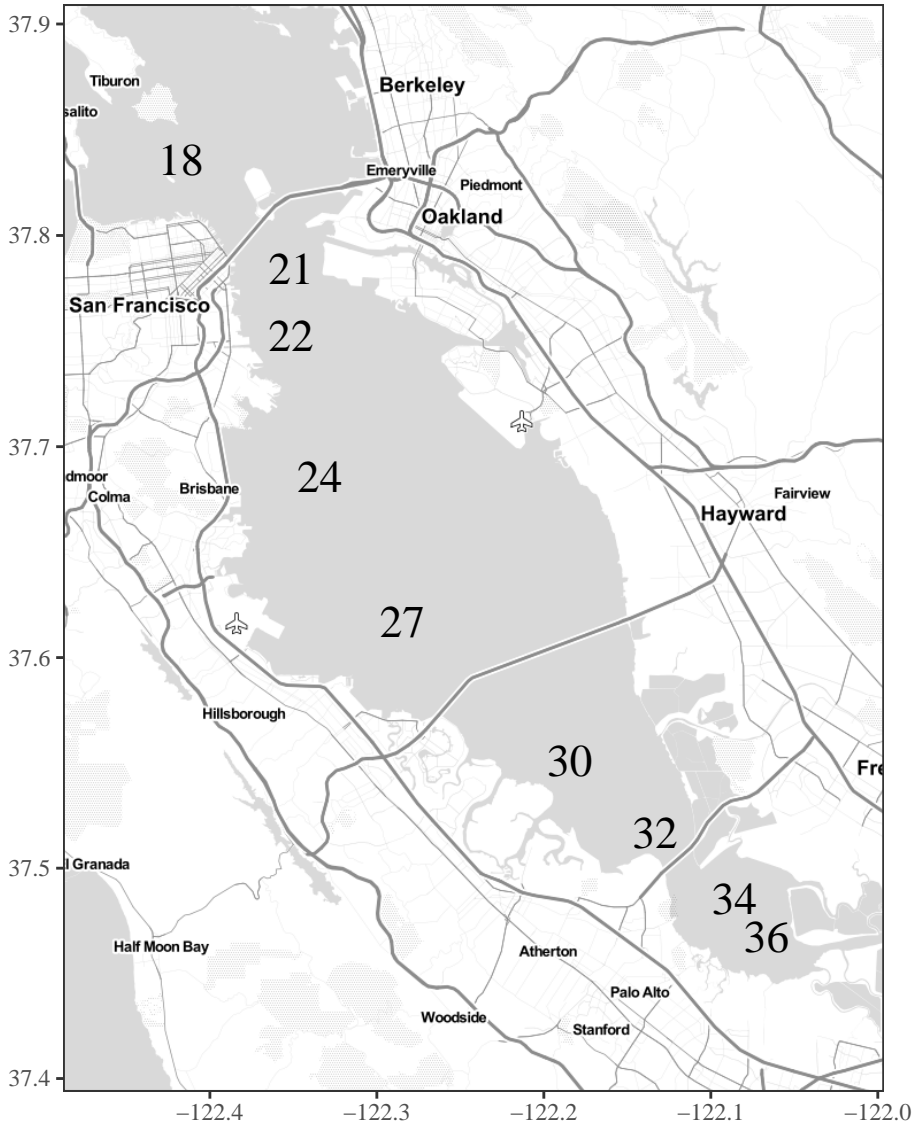 37.9
Tiburon
Berkeley
salito
18
Emeryville
Piedmont
Oakland
37.8
21
San Francisco
22
37.7
24
dmoor
Colma
Brisbane
Fairview
Hayward
27
37.6
Hillsborough
30
Fre
32
37.5
l Granada
34
36
Half Moon Bay
Atherton
Palo Alto
Woodside
Stanford
37.4
−122.4 −122.3 −122.2 −122.1 −122.0